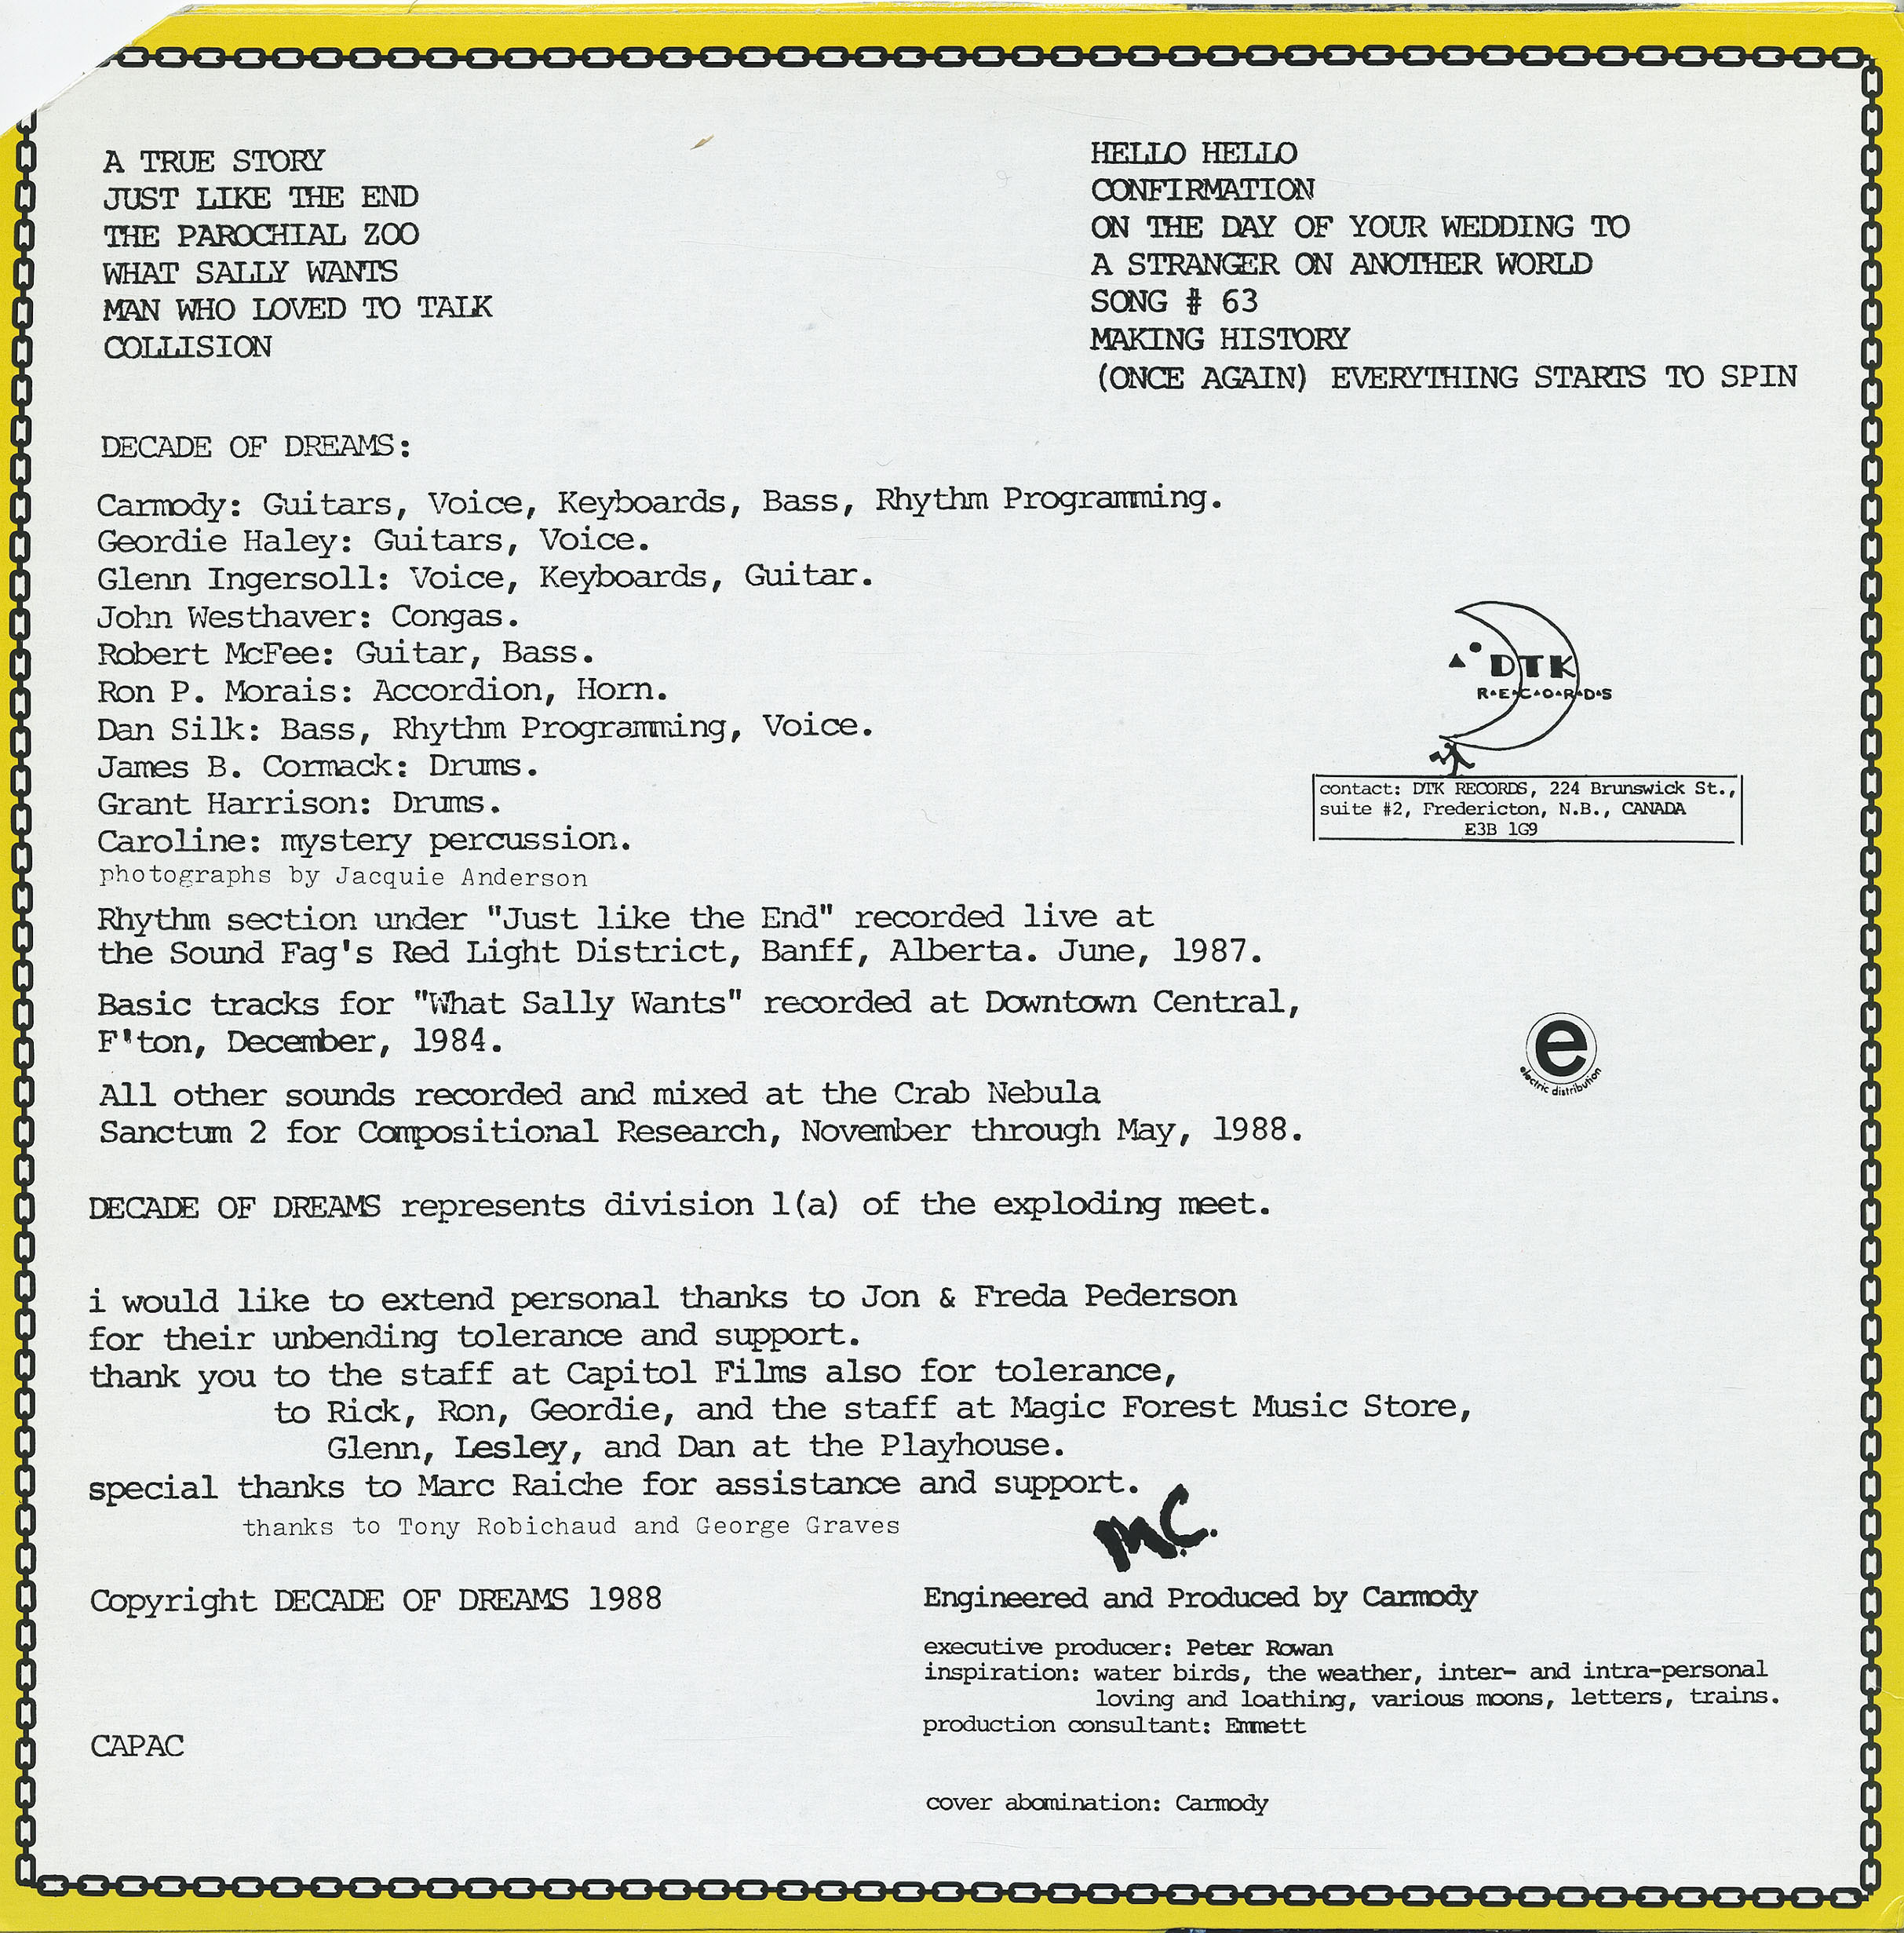 A TRUE STORY
JUST LIKE THE END
THE PAROCHIAL ZOO
WHAT SALLY WANTS
MAN WHO LOVED TO TALK
COLLISION
HELLO HELLO
CONFIRMATION
ON THE DAY OF YOUR WEDDING TO
A STRANGER ON ANOTHER WORLD
SONG # 63
MAKING HISTORY
(ONCE AGAIN) EVERYTHING STARTS TO SPIN
DECADE OF DREAMS:
Carmody: Guitars, Voice, Keyboards, Bass, Rhythm Programming.
Geordie Haley: Guitars, Voice.
Glenn Ingersoll: Voice, Keyboards, Guitar.
John Westhaver: Congas.
Robert McFee: Guitar, Bass.
Ron P. Morais: Accordion, Horn.
Dan Silk: Bass, Rhythm Programming, Voice.
James B. Cormack: Drums.
Grant Harrison: Drums.
Caroline: mystery percussion.
photographs by Jacquie Anderson
DTK
R·E·C·O·R·D·S
contact: DTK RECORDS, 224 Brunswick St.,
suite #2, Fredericton, N.B., CANADA
E3B 1G9
Rhythm section under "Just like the End" recorded live at
the Sound Fag's Red Light District, Banff, Alberta. June, 1987.
Basic tracks for "What Sally Wants" recorded at Downtown Central,
F'ton, December, 1984.
e
electric distribution
All other sounds recorded and mixed at the Crab Nebula
Sanctum 2 for Compositional Research, November through May, 1988.
DECADE OF DREAMS represents division 1(a) of the exploding meet.
i would like to extend personal thanks to Jon & Freda Pederson
for their unbending tolerance and support.
thank you to the staff at Capitol Films also for tolerance,
to Rick, Ron, Geordie, and the staff at Magic Forest Music Store,
Glenn, Lesley, and Dan at the Playhouse.
special thanks to Marc Raiche for assistance and support.
thanks to Tony Robichaud and George Graves
M.C.
Copyright DECADE OF DREAMS 1988
Engineered and Produced by Carmody
executive producer: Peter Rowan
inspiration: water birds, the weather, inter- and intra-personal
loving and loathing, various moons, letters, trains.
production consultant: Emmett
CAPAC
cover abomination: Carmody